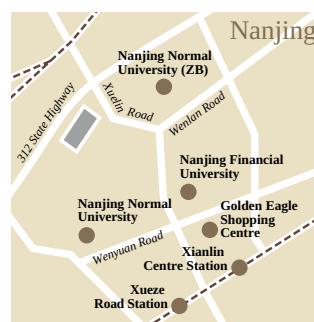 Nanjing
Nanjing Normal
University (ZB)
Xuelin Road
Wenlan Road
312 State Highway
Nanjing Financial
University
Nanjing Normal
University
Golden Eagle
Shopping
Centre
Wenyuan Road
Xianlin
Centre Station
Xueze
Road Station